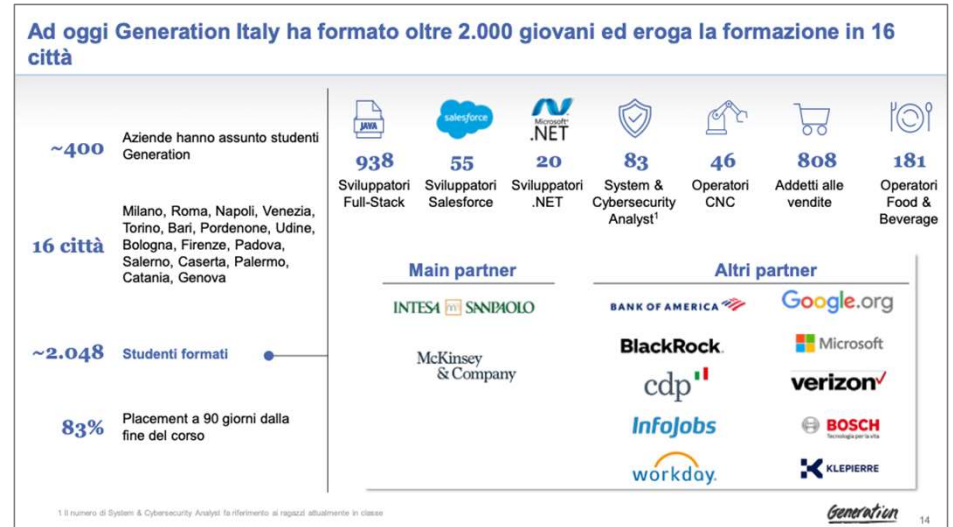 Ad oggi Generation Italy ha formato oltre 2.000 giovani ed eroga la formazione in 16
città
~400
Aziende hanno assunto studenti
Generation
16 città
Milano, Roma, Napoli, Venezia,
Torino, Bari, Pordenone, Udine,
Bologna, Firenze, Padova,
Salerno, Caserta, Palermo,
Catania, Genova
~2.048
Studenti formati
83%
Placement a 90 giorni dalla
fine del corso
JAVA
938
Sviluppatori
Full-Stack
salesforce
55
Sviluppatori
Salesforce
Microsoft
.NET
20
Sviluppatori
.NET
83
System &
Cybersecurity
Analyst¹
46
Operatori
CNC
808
Addetti alle
vendite
181
Operatori
Food &
Beverage
Main partner
INTESA SANPAOLO
McKinsey
& Company
Altri partner
BANK OF AMERICA
Google.org
BlackRock.
Microsoft
cdp
verizon
InfoJobs
BOSCH
Tecnologia per la vita
workday.
KLEPIERRE
1 Il numero di System & Cybersecurity Analyst fa riferimento ai ragazzi attualmente in classe
Generation
14